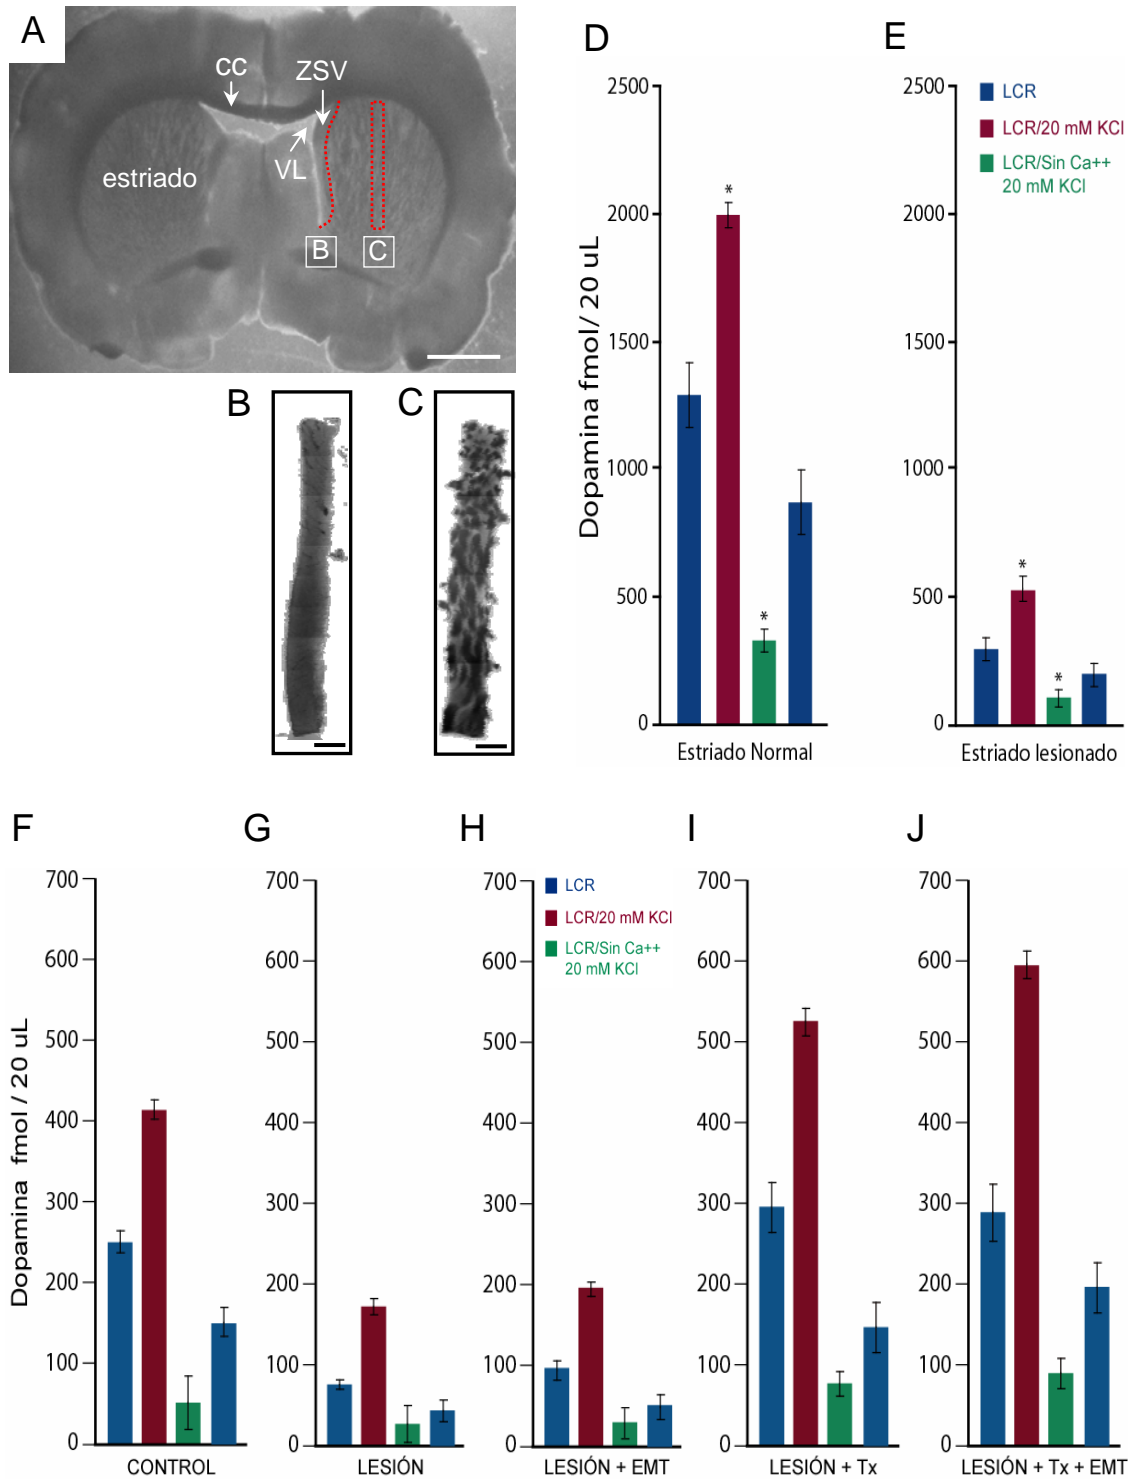 A
cc
ZSV
estriado
VL
B
C
B
C
D
E
Dopamina fmol/ 20 uL
2500
2000
1500
1000
500
0
Estriado Normal
2500
2000
1500
1000
500
0
LCR
LCR/20 mM KCl
LCR/Sin Ca++
20 mM KCl
*
*
*
*
Estriado lesionado
F
G
H
I
J
Dopamina fmol / 20 uL
700
600
500
400
300
200
100
0
CONTROL
700
600
500
400
300
200
100
0
LESIÓN
700
600
500
400
300
200
100
0
LCR
LCR/20 mM KCl
LCR/Sin Ca++
20 mM KCl
LESIÓN + EMT
700
600
500
400
300
200
100
0
LESIÓN + Tx
700
600
500
400
300
200
100
0
LESIÓN + Tx + EMT